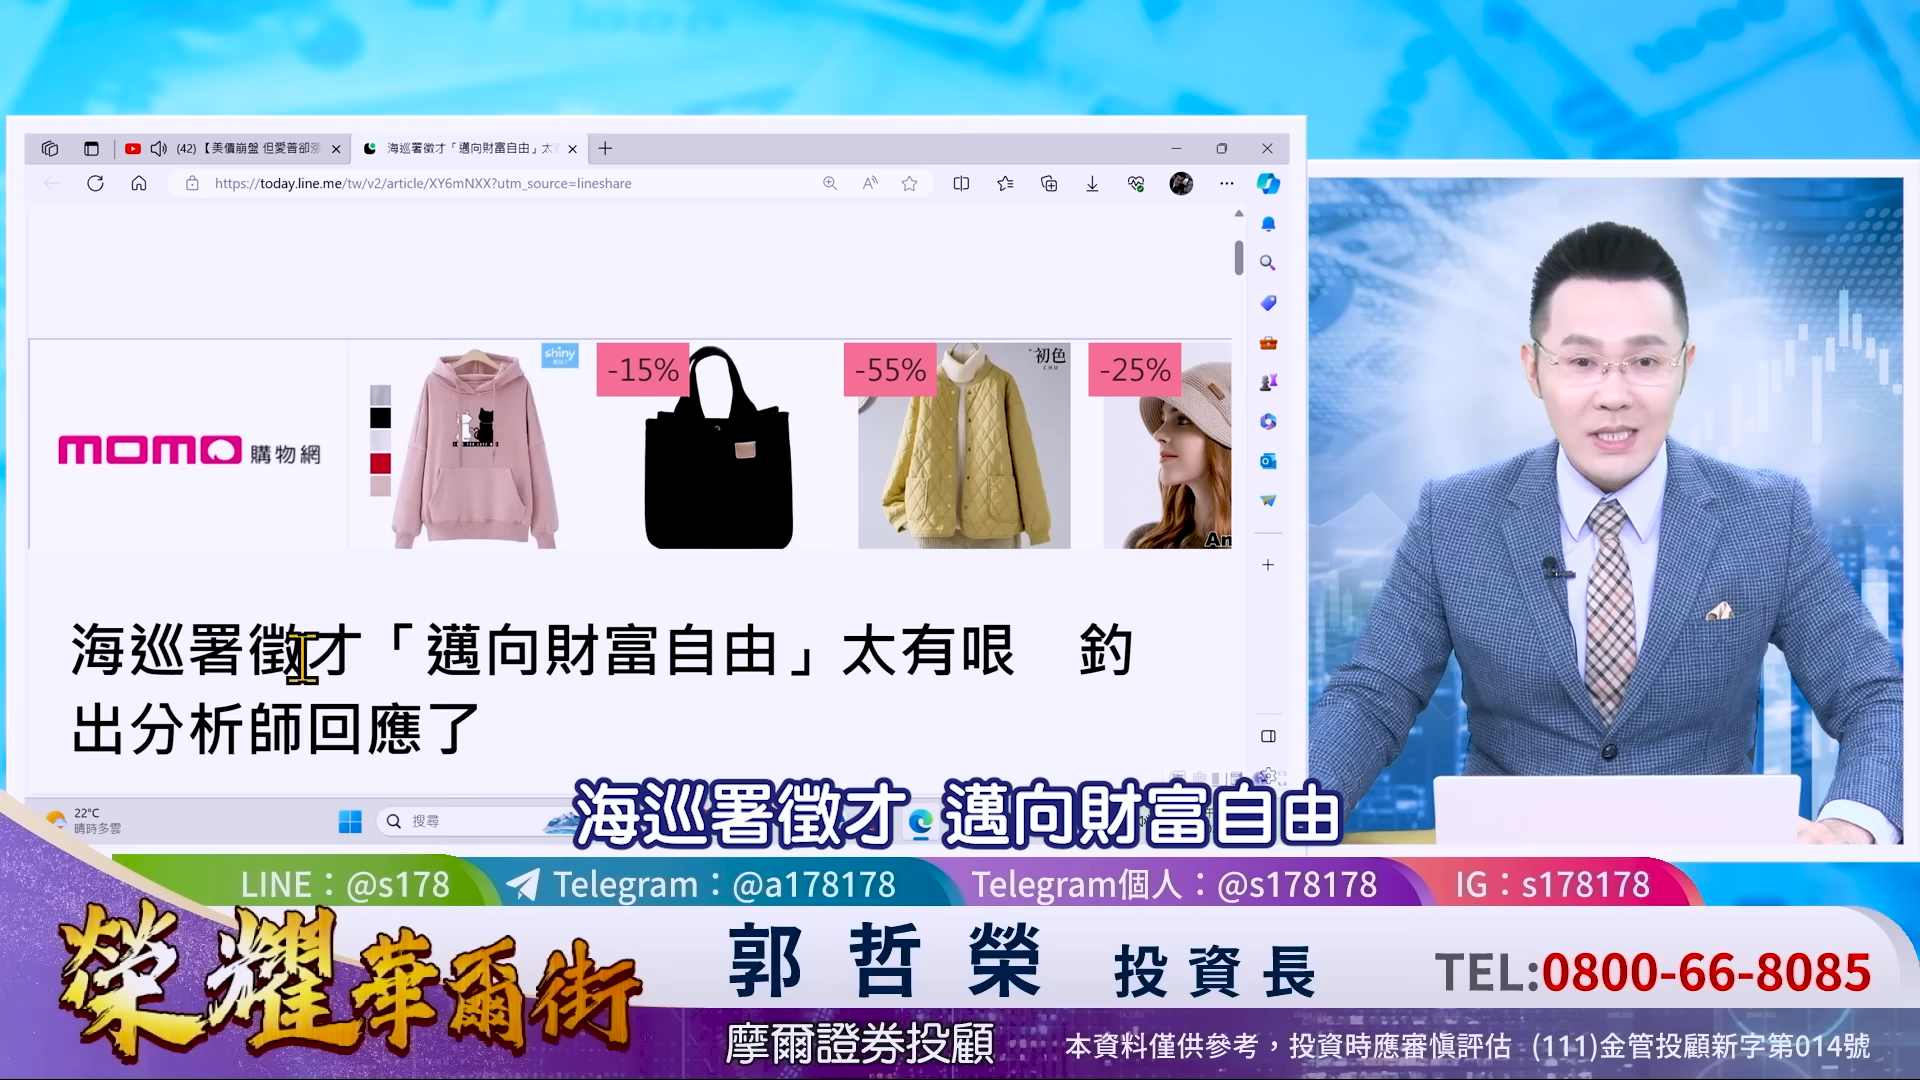 (42)【美債崩盤 但愛普卻漲
海巡署徵才「邁向財富自由」太
https://today.line.me/tw/v2/article/XY6mNXX?utm_source=lineshare
momo購物網
shiny
-15%
-55%
初色
CHU
-25%
An
海巡署徵才「邁向財富自由」太有哏 釣
出分析師回應了
22°C
晴時多雲
搜尋
海巡署徵才 邁向財富自由
LINE：@s178
Telegram：@a178178
Telegram個人：@s178178
IG：s178178
榮耀華爾街
郭哲榮 投資長
TEL:0800-66-8085
摩爾證券投顧
本資料僅供參考，投資時應審慎評估 (111)金管投顧新字第014號